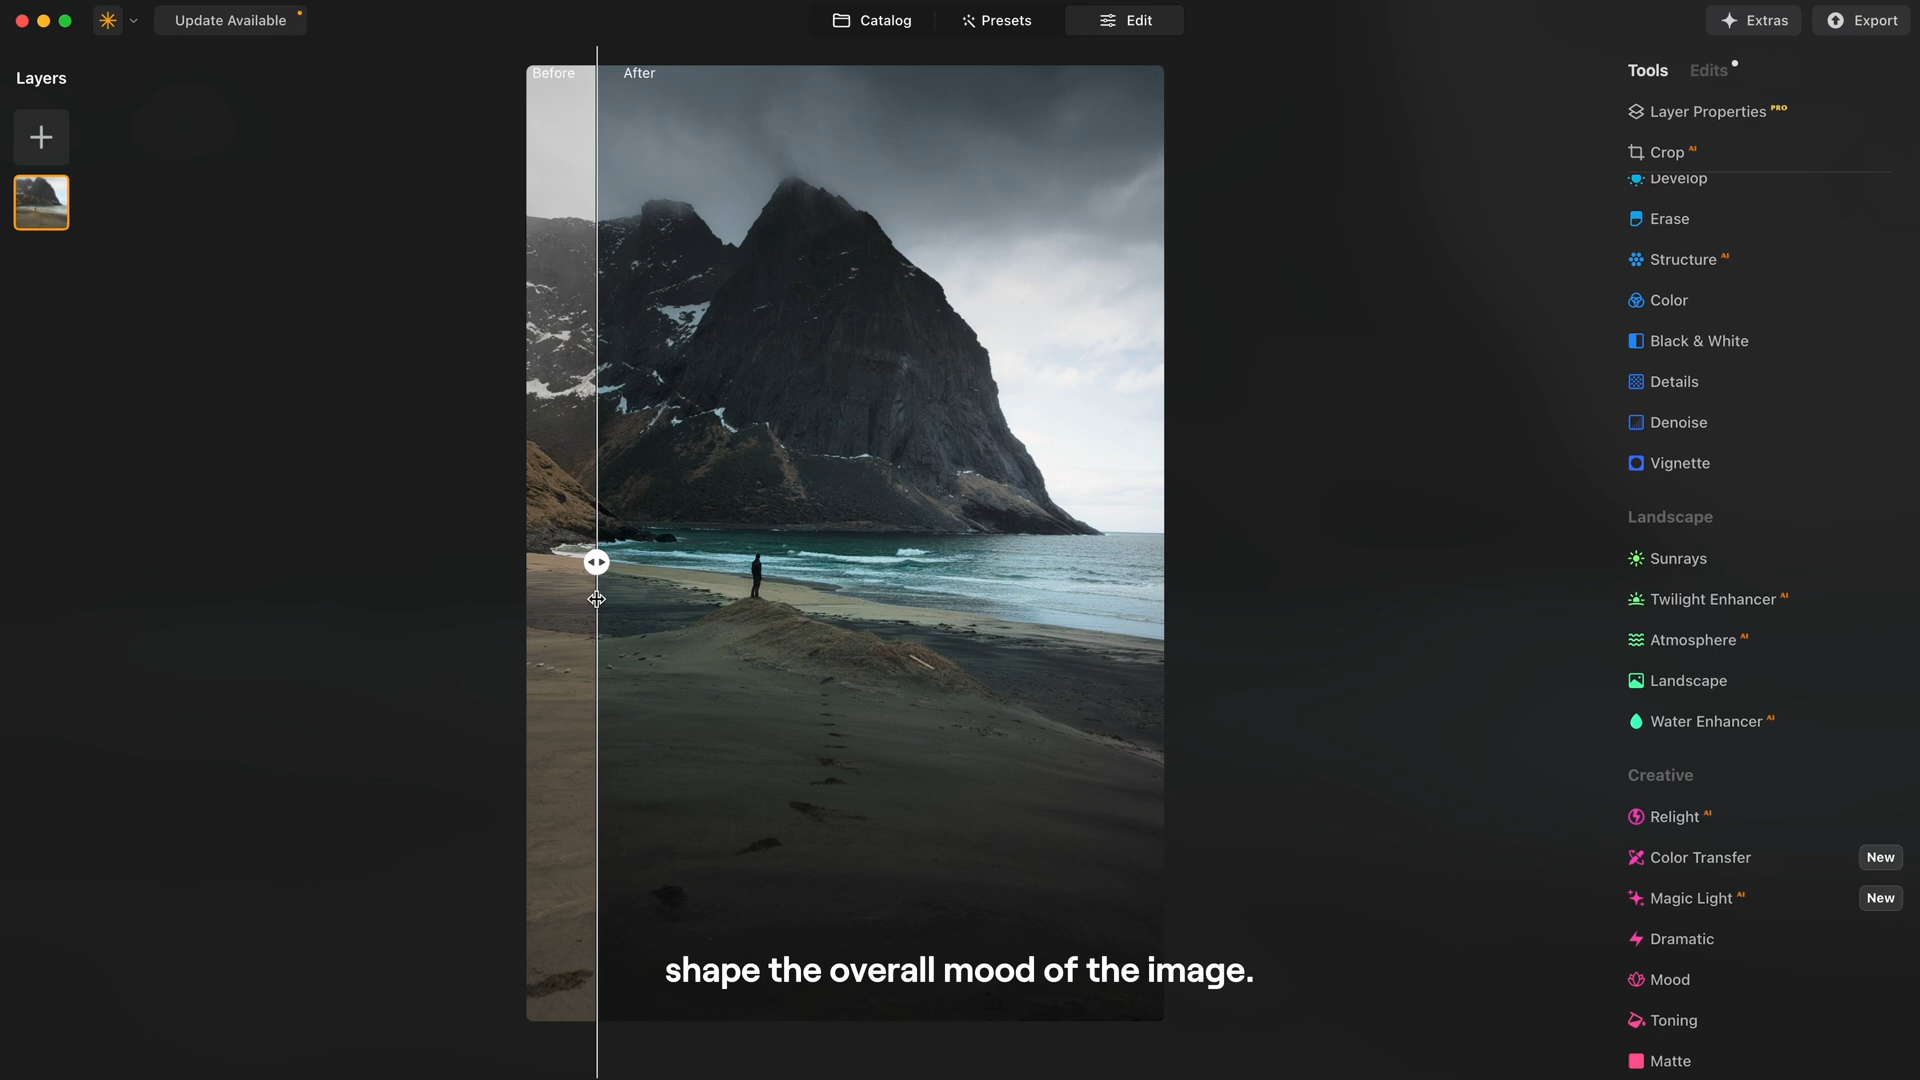 Update Available
Catalog
Presets
Edit
Extras
Export
Layers
Before
After
Tools
Edits
Layer Properties PRO
Crop AI
Develop
Erase
Structure AI
Color
Black & White
Details
Denoise
Vignette
Landscape
Sunrays
Twilight Enhancer AI
Atmosphere AI
Landscape
Water Enhancer AI
Creative
Relight AI
Color Transfer New
Magic Light AI New
Dramatic
Mood
Toning
Matte
shape the overall mood of the image.